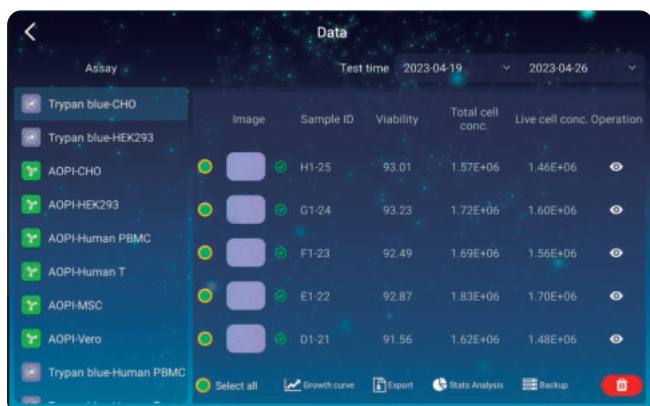 Data
Assay
Test time 2023-04-19 2023-04-26
Trypan blue-CHO
Trypan blue-HEK293
AOPI-CHO
AOPI-HEK293
AOPI-Human PBMC
AOPI-Human T
AOPI-MSC
AOPI-Vero
Trypan blue-Human PBMC
Image Sample ID Viability Total cell conc. Live cell conc. Operation
H1-25 93.01 1.57E+06 1.46E+06
G1-24 93.23 1.72E+06 1.60E+06
F1-23 92.49 1.69E+06 1.56E+06
E1-22 92.87 1.83E+06 1.70E+06
D1-21 91.56 1.62E+06 1.48E+06
Select all Growth curve Export Stats Analysis Backup